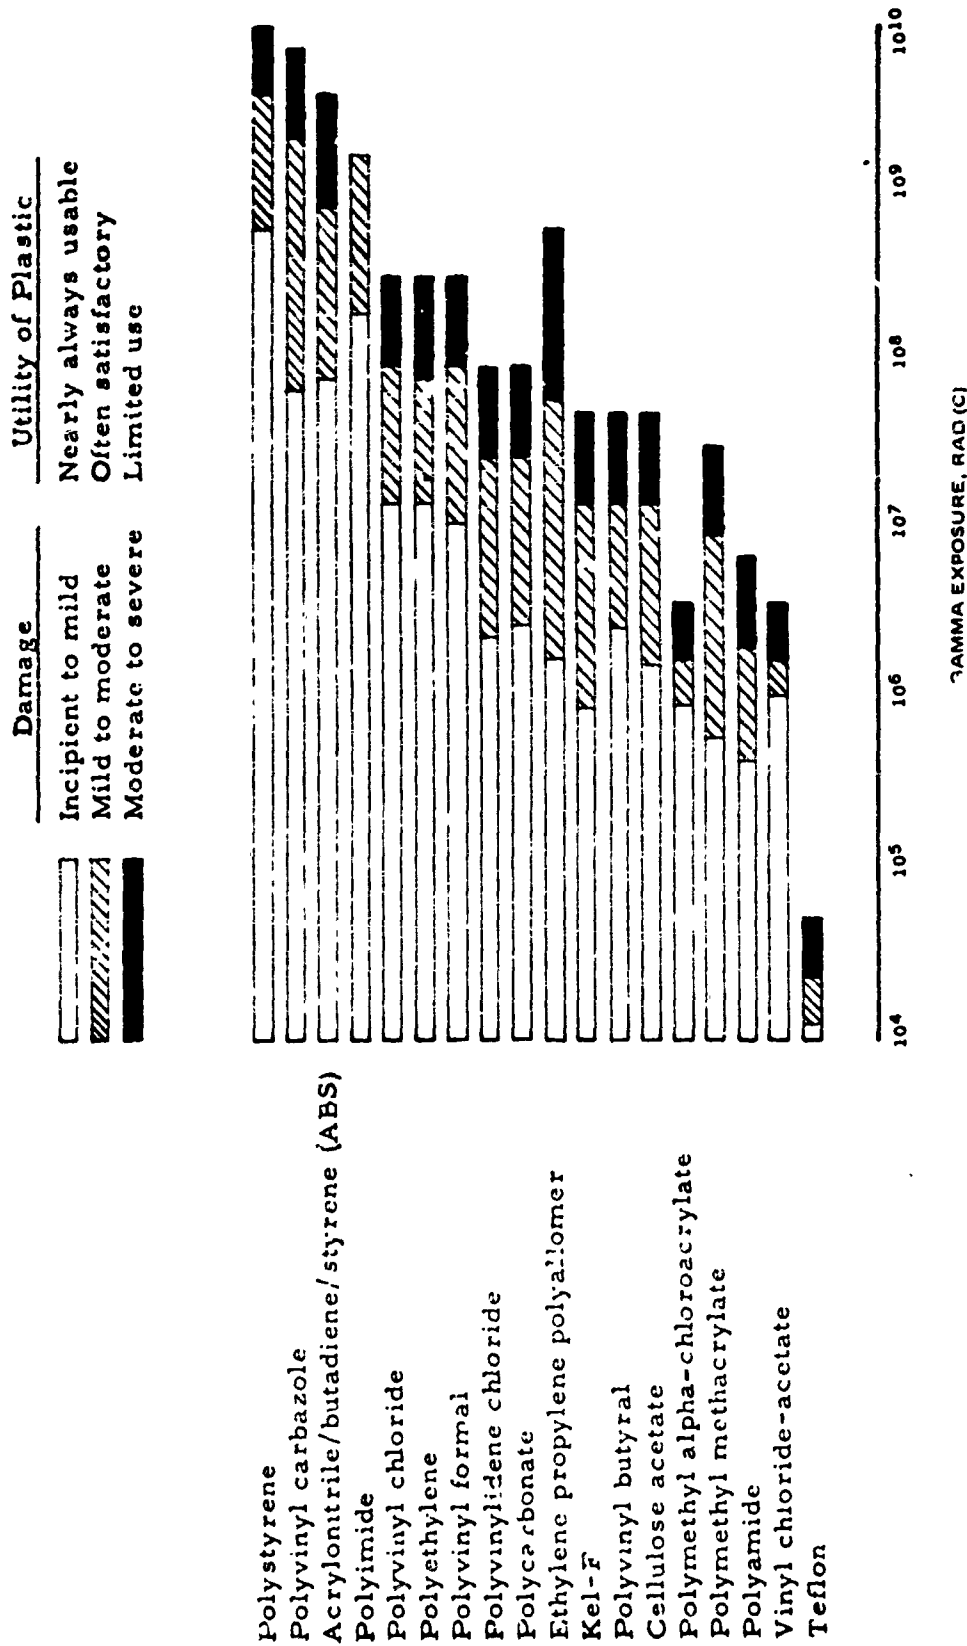 Damage
Utility of Plastic
Incipient to mild
Nearly always usable
Mild to moderate
Often satisfactory
Moderate to severe
Limited use
Polystyrene
Polyvinyl carbazole
Acrylonitrile/butadiene/styrene (ABS)
Polyimide
Polyvinyl chloride
Polyethylene
Polyvinyl formal
Polyvinylidene chloride
Polycarbonate
Ethylene propylene polyallomer
Kel-F
Polyvinyl butyral
Cellulose acetate
Polymethyl alpha-chloroacrylate
Polymethyl methacrylate
Polyamide
Vinyl chloride-acetate
Teflon
10⁴
10⁵
10⁶
10⁷
10⁸
10⁹
10¹⁰
GAMMA EXPOSURE, RAD (C)